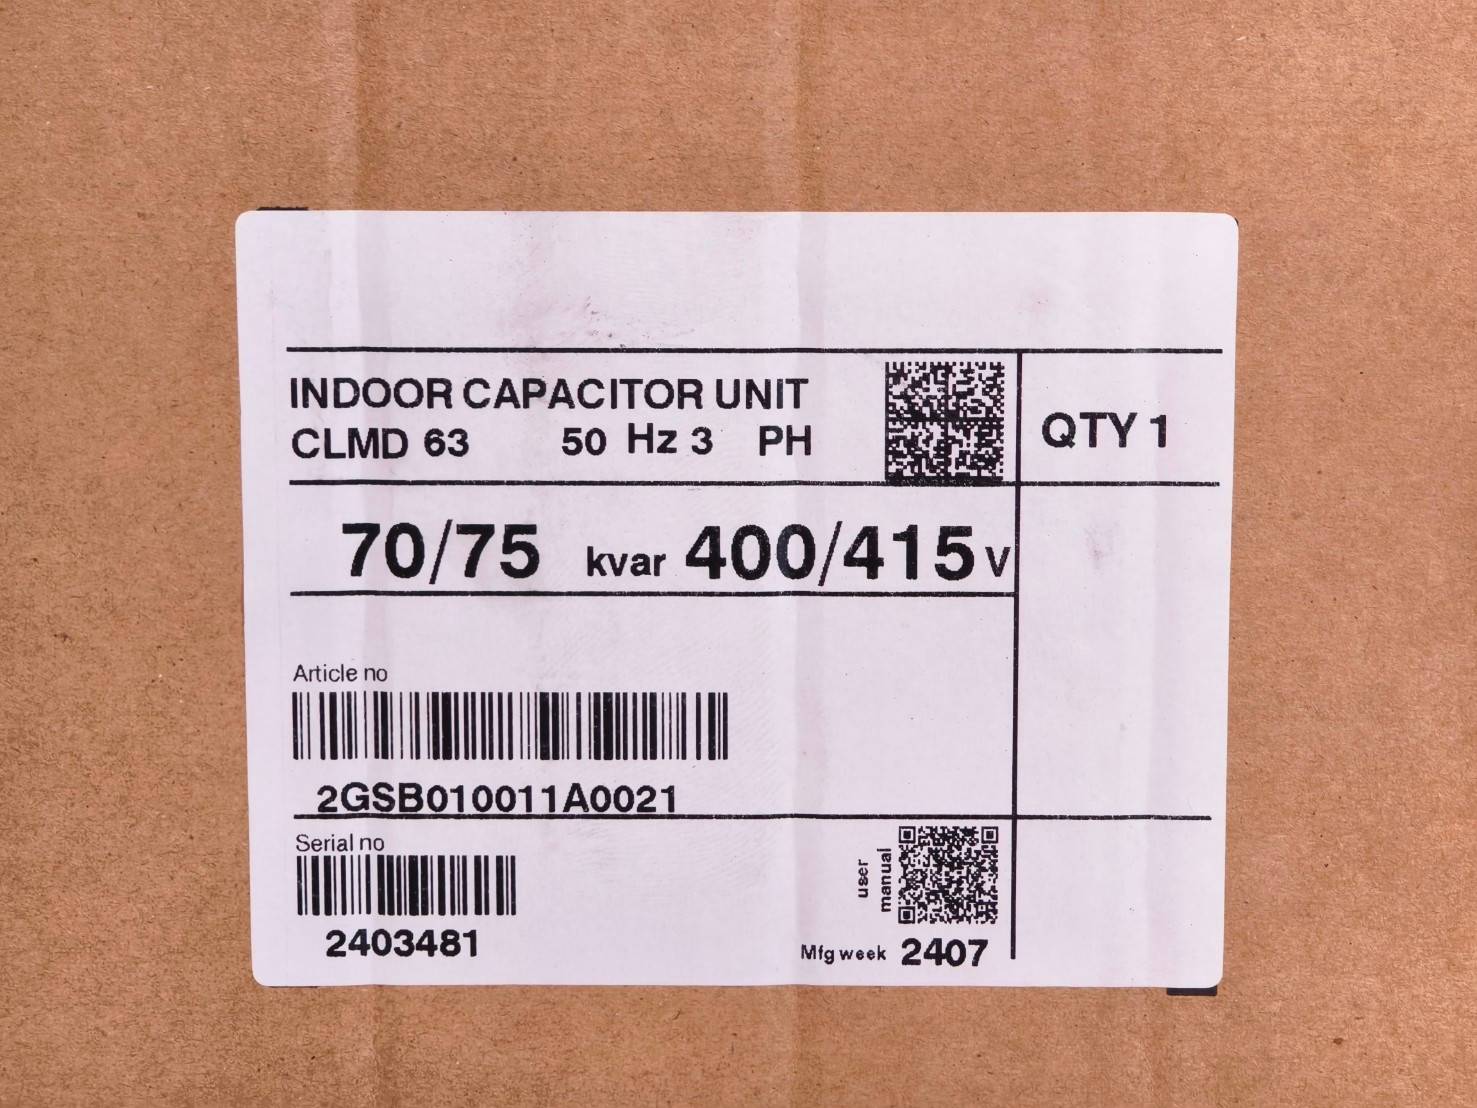 INDOOR CAPACITOR UNIT
CLMD 63 50 Hz 3 PH
QTY 1
70/75 kvar 400/415 V
Article no
2GSB010011A0021
Serial no
2403481
user
manual
Mfg week 2407